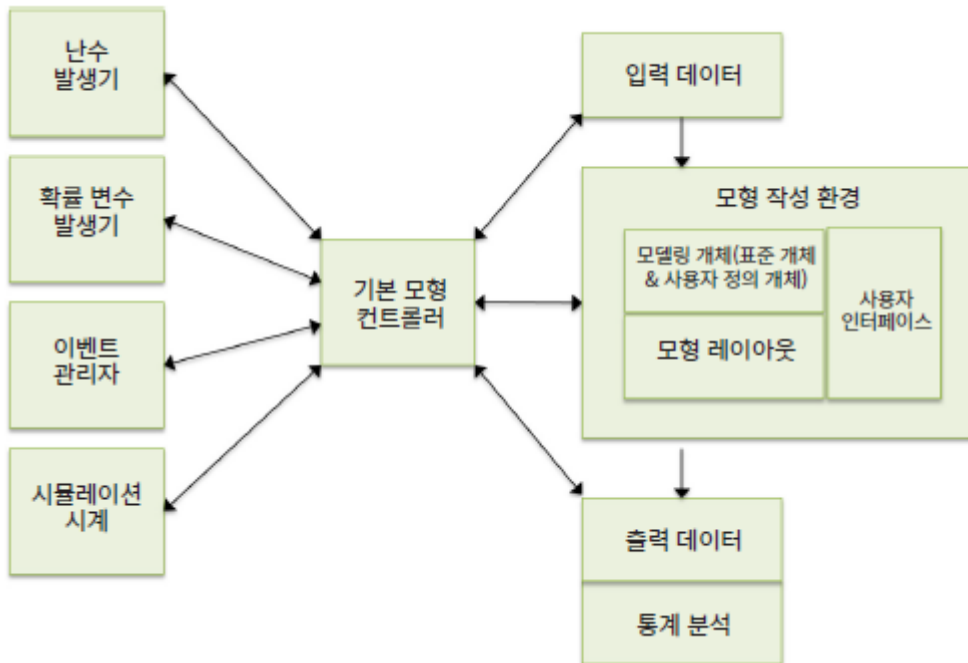 난수
발생기
확률 변수
발생기
이벤트
관리자
시뮬레이션
시계
기본 모형
컨트롤러
입력 데이터
모형 작성 환경
모델링 개체(표준 개체
& 사용자 정의 개체)
모형 레이아웃
사용자
인터페이스
출력 데이터
통계 분석